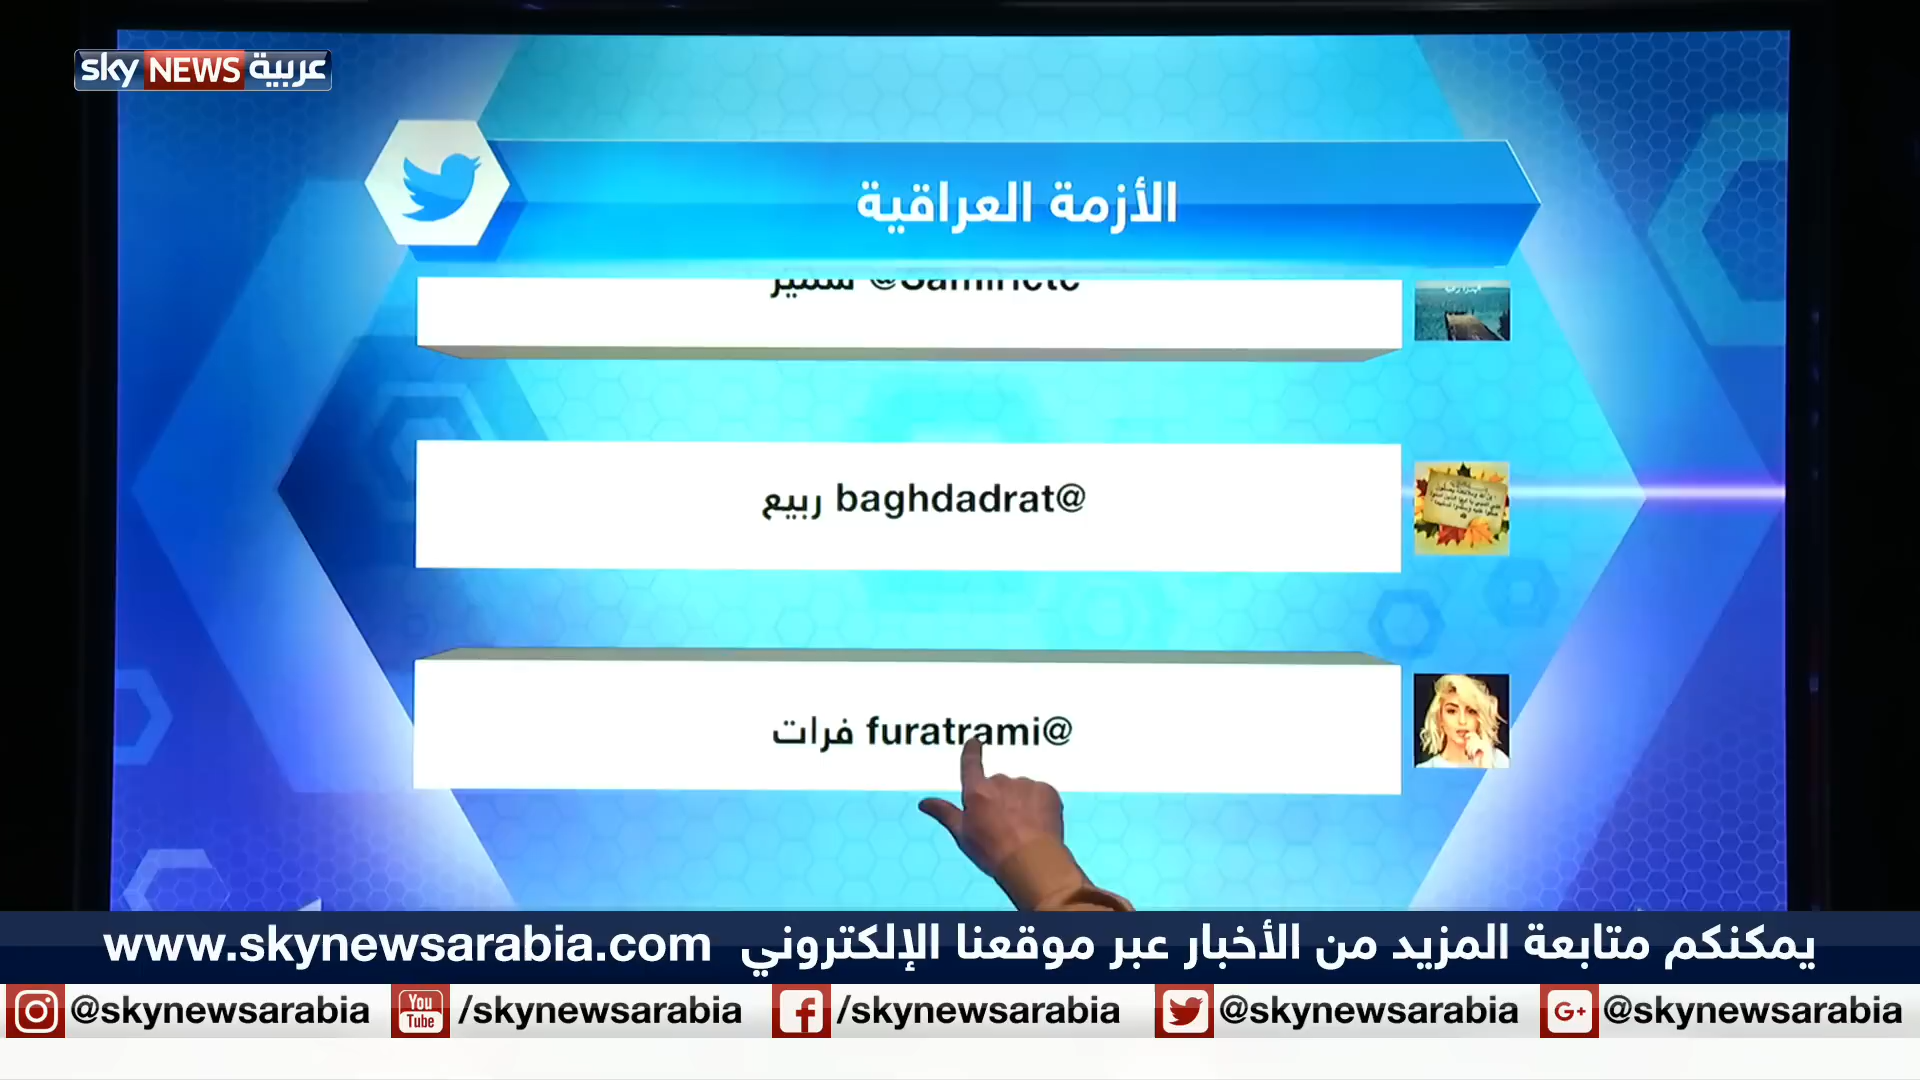 sky NEWS عربية
الأزمة العراقية
سمير
ربيع baghdadrat@
فرات furatrami@
يمكنكم متابعة المزيد من الأخبار عبر موقعنا الإلكتروني www.skynewsarabia.com
@skynewsarabia
You Tube /skynewsarabia
f /skynewsarabia
@skynewsarabia
G+ @skynewsarabia